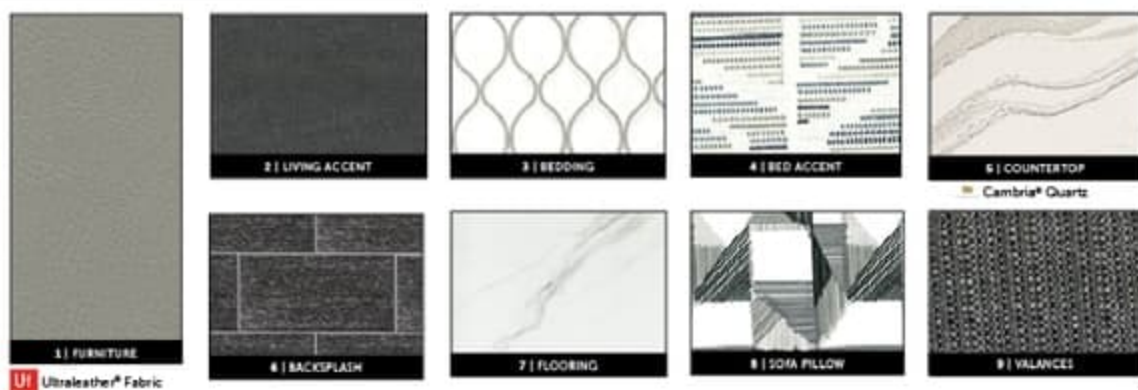 1 | FURNITURE
Uf Ultraleather® Fabric
2 | LIVING ACCENT
3 | BEDDING
4 | BED ACCENT
5 | COUNTERTOP
Cambria® Quartz
6 | BACKSPLASH
7 | FLOORING
8 | SOFA PILLOW
9 | VALANCES